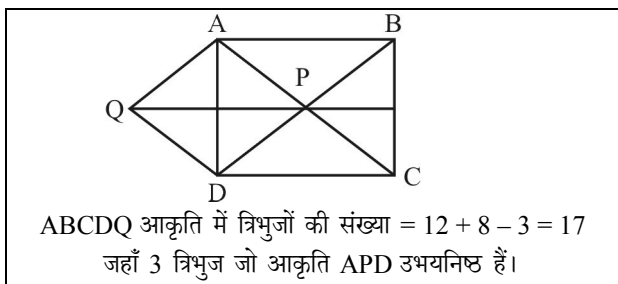 A B
P
Q
D C
ABCDQ आकृति में त्रिभुजों की संख्या = 12 + 8 – 3 = 17
जहाँ 3 त्रिभुज जो आकृति APD उभयनिष्ठ हैं।